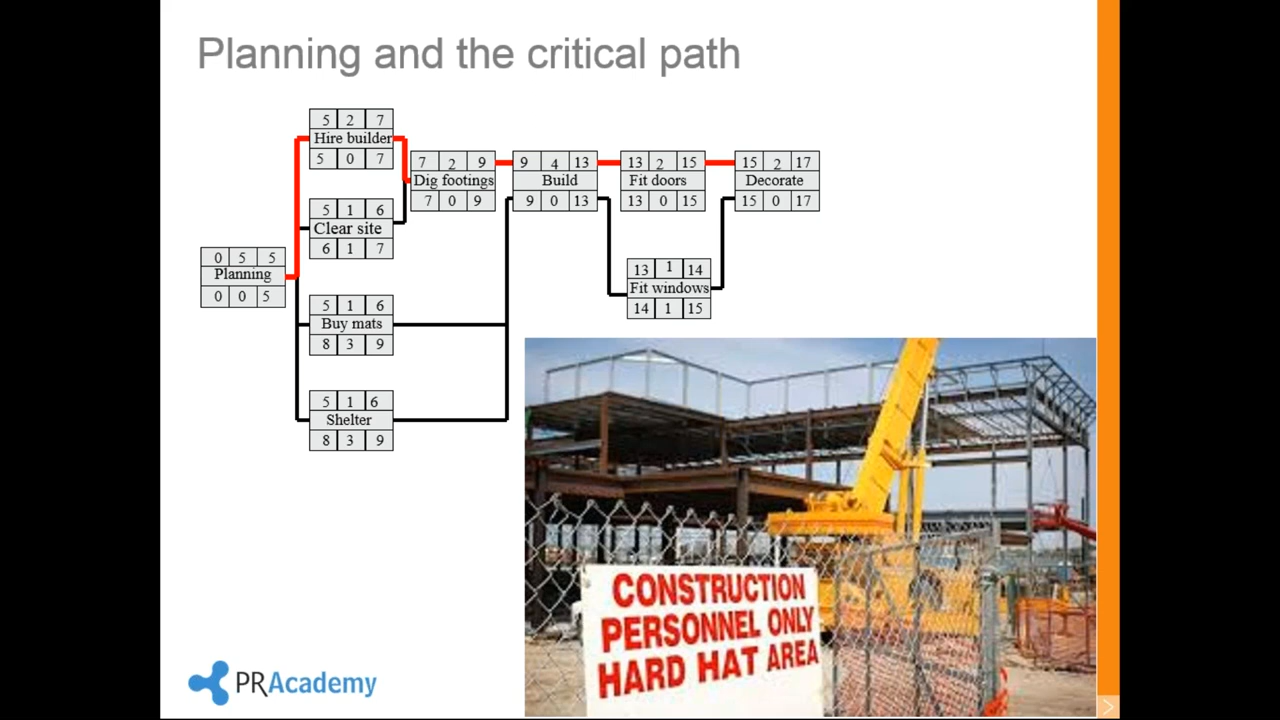 Planning and the critical path
5 2 7
Hire builder
5 0 7
7 2 9
Dig footings
7 0 9
9 4 13
Build
9 0 13
13 2 15
Fit doors
13 0 15
15 2 17
Decorate
15 0 17
5 1 6
Clear site
6 1 7
0 5 5
Planning
0 0 5
13 1 14
Fit windows
14 1 15
5 1 6
Buy mats
8 3 9
5 1 6
Shelter
8 3 9
CONSTRUCTION
PERSONNEL ONLY
HARD HAT AREA
PRAcademy